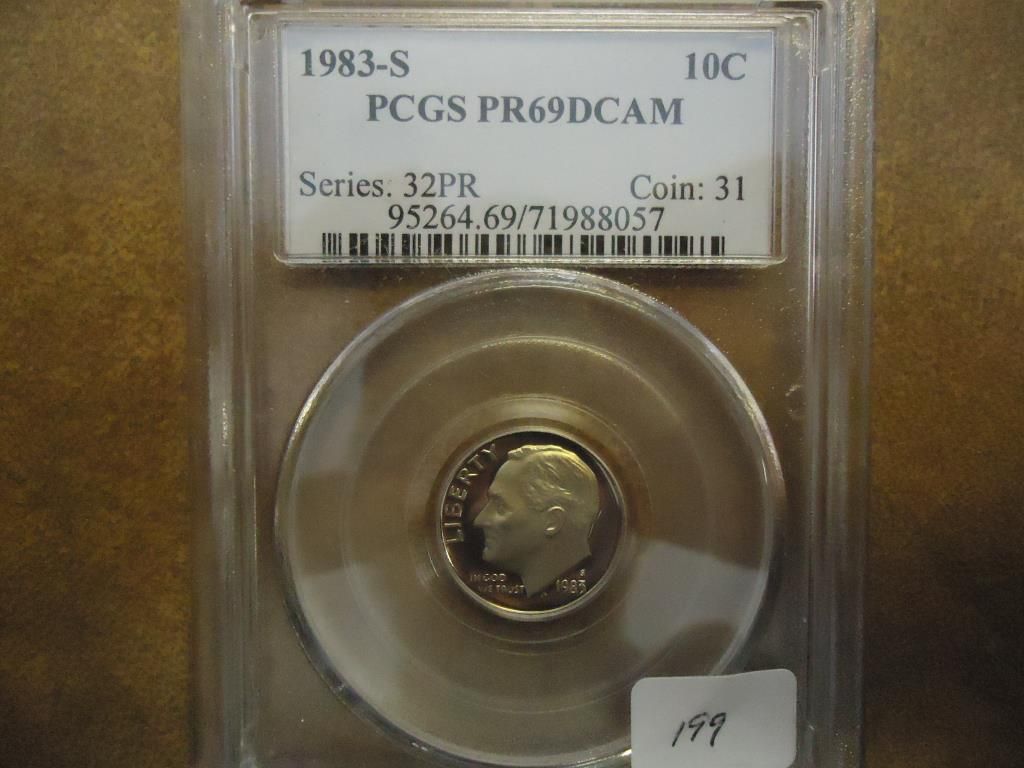 1983-S 10C
PCGS PR69DCAM
Series: 32PR Coin: 31
95264.69/71988057
LIBERTY
IN GOD
WE TRUST
S
1983
199